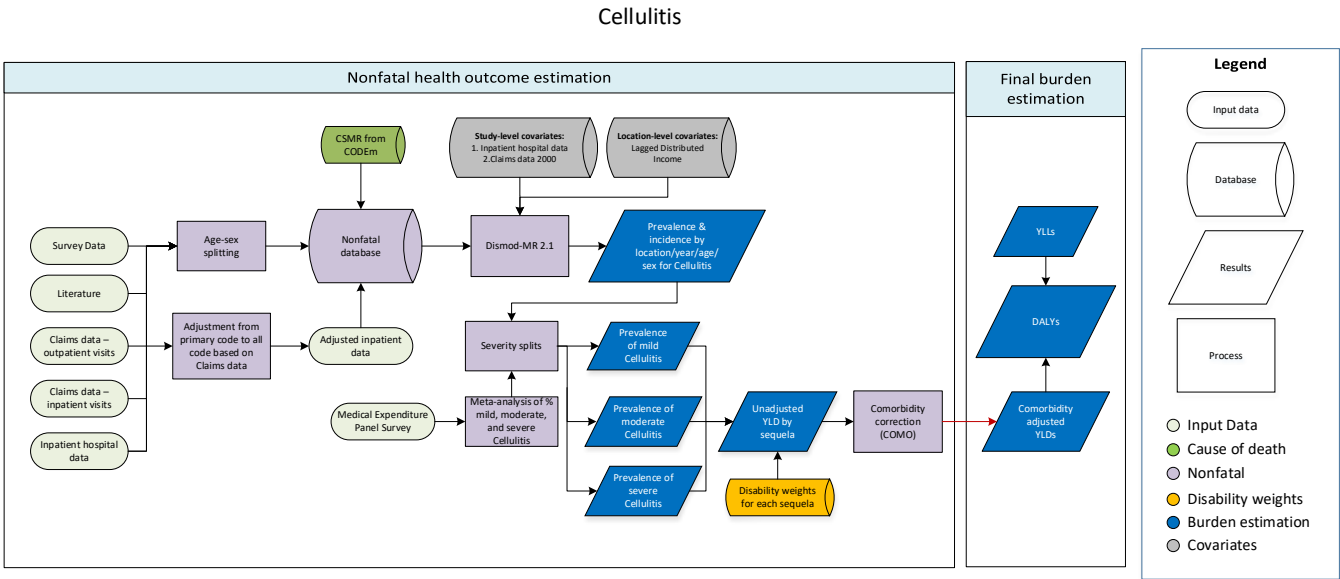 Cellulitis
Nonfatal health outcome estimation
CSMR from
CODEm
Study-level covariates:
1. Inpatient hospital data
2.Claims data 2000
Location-level covariates:
Lagged Distributed
Income
Survey Data
Age-sex
splitting
Nonfatal
database
Dismod-MR 2.1
Prevalence &
incidence by
location/year/age/
sex for Cellulitis
Literature
Claims data –
outpatient visits
Adjustment from
primary code to all
code based on
Claims data
Adjusted inpatient
data
Severity splits
Prevalence
of mild
Cellulitis
Claims data –
inpatient visits
Inpatient hospital
data
Medical Expenditure
Panel Survey
Meta-analysis of %
mild, moderate,
and severe
Cellulitis
Prevalence of
moderate
Cellulitis
Prevalence of
severe
Cellulitis
Unadjusted
YLD by
sequela
Disability weights
for each sequela
Comorbidity
correction
(COMO)
Final burden
estimation
YLLs
DALYs
Comorbidity
adjusted
YLDs
Legend
Input data
Database
Results
Process
Input Data
Cause of death
Nonfatal
Disability weights
Burden estimation
Covariates